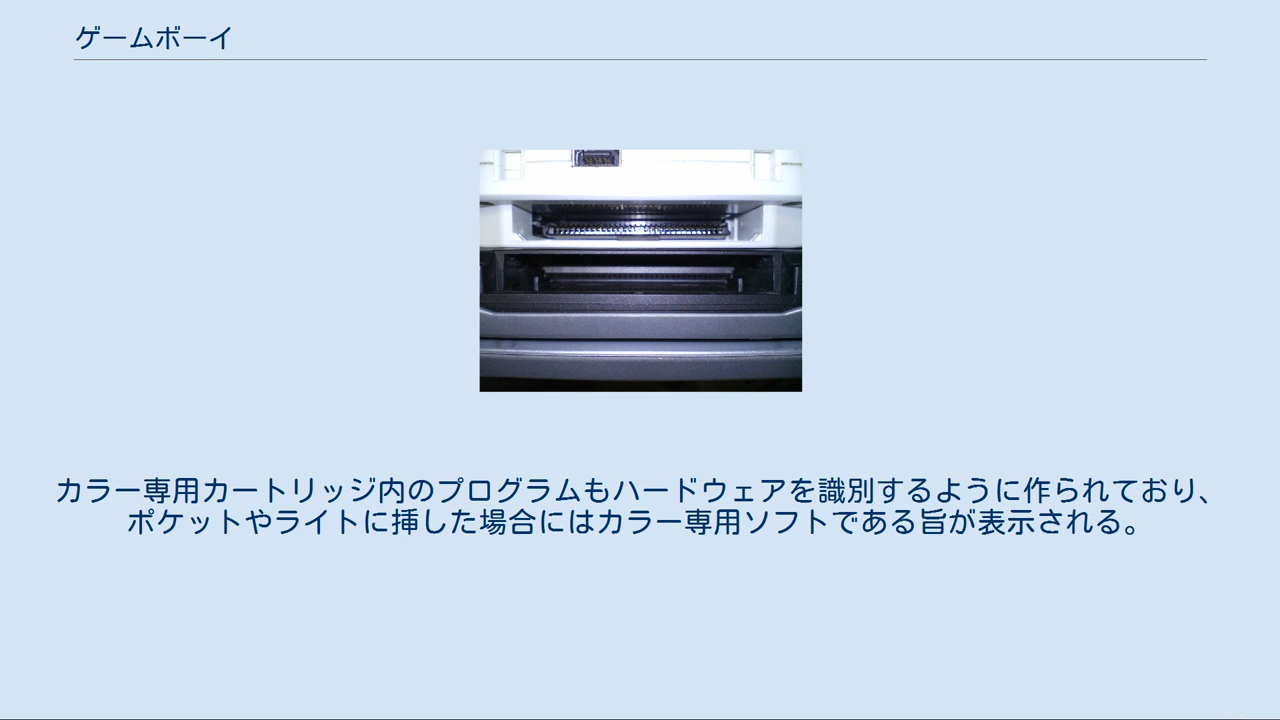 ゲームボーイ
カラー専用カートリッジ内のプログラムもハードウェアを識別するように作られており、
ポケットやライトに挿した場合にはカラー専用ソフトである旨が表示される。